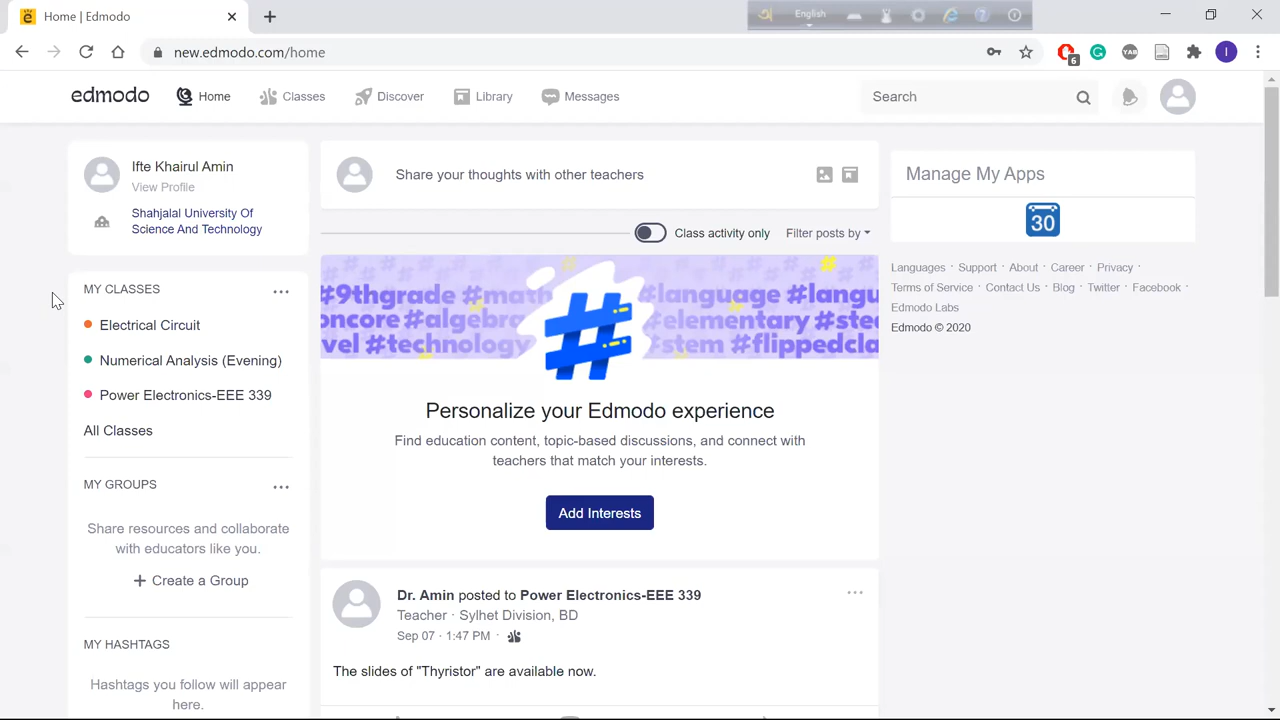 Home | Edmodo
English
new.edmodo.com/home
6
YAB
I
edmodo
Home
Classes
Discover
Library
Messages
Search
Ifte Khairul Amin
View Profile
Shahjalal University Of
Science And Technology
Share your thoughts with other teachers
Manage My Apps
30
Class activity only
Filter posts by
Languages · Support · About · Career · Privacy ·
Terms of Service · Contact Us · Blog · Twitter · Facebook ·
Edmodo Labs
Edmodo © 2020
MY CLASSES
Electrical Circuit
Numerical Analysis (Evening)
Power Electronics-EEE 339
All Classes
#9thgrade #math #language #langu
oncore #algeb #elementary #ste
vel #technolog #stem #flippedcla
#
Personalize your Edmodo experience
Find education content, topic-based discussions, and connect with
teachers that match your interests.
Add Interests
MY GROUPS
Share resources and collaborate
with educators like you.
+ Create a Group
MY HASHTAGS
Hashtags you follow will appear
here.
Dr. Amin posted to Power Electronics-EEE 339
Teacher · Sylhet Division, BD
Sep 07 · 1:47 PM ·
The slides of "Thyristor" are available now.